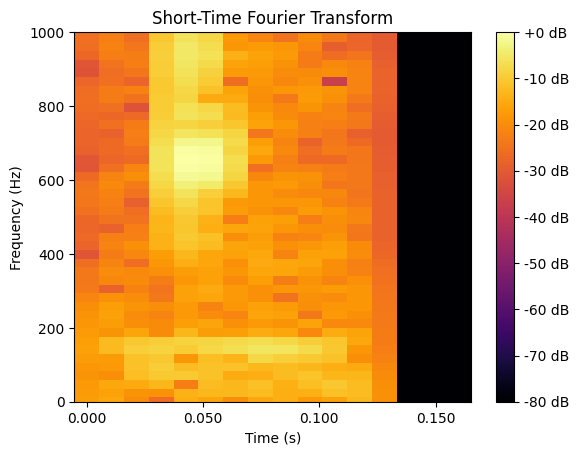 Short-Time Fourier Transform
Frequency (Hz)
1000
800
600
400
200
0
0.000 0.050 0.100 0.150
Time (s)
+0 dB
-10 dB
-20 dB
-30 dB
-40 dB
-50 dB
-60 dB
-70 dB
-80 dB